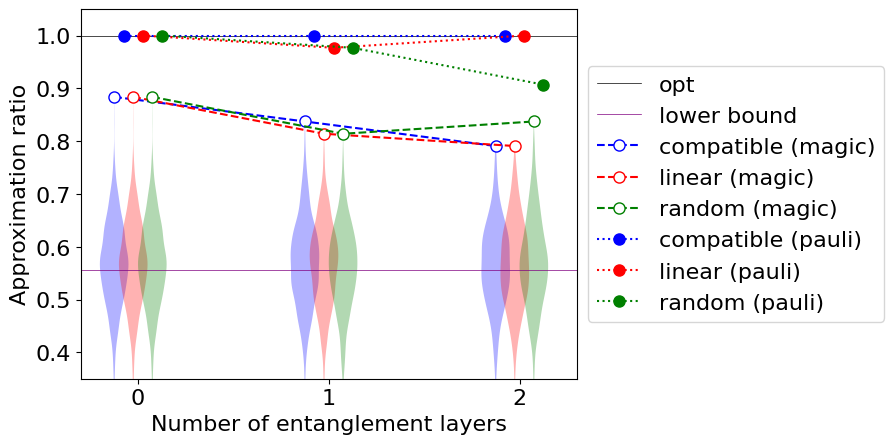 1.0
0.9
0.8
0.7
0.6
0.5
0.4
Approximation ratio
0 1 2
Number of entanglement layers
opt
lower bound
compatible (magic)
linear (magic)
random (magic)
compatible (pauli)
linear (pauli)
random (pauli)